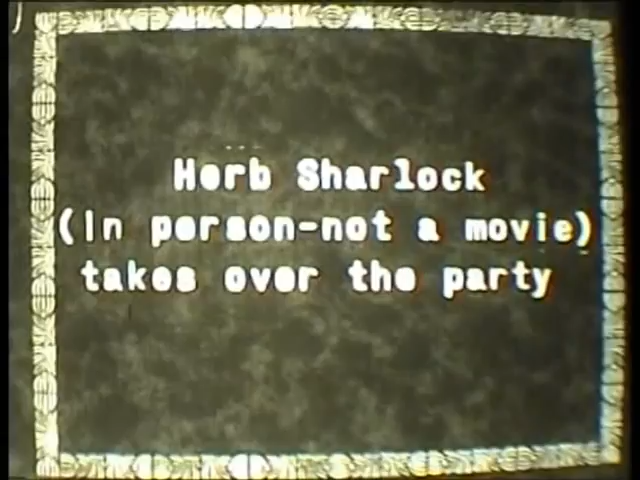 Herb Sharlock
(In person-not a movie)
takes over the party